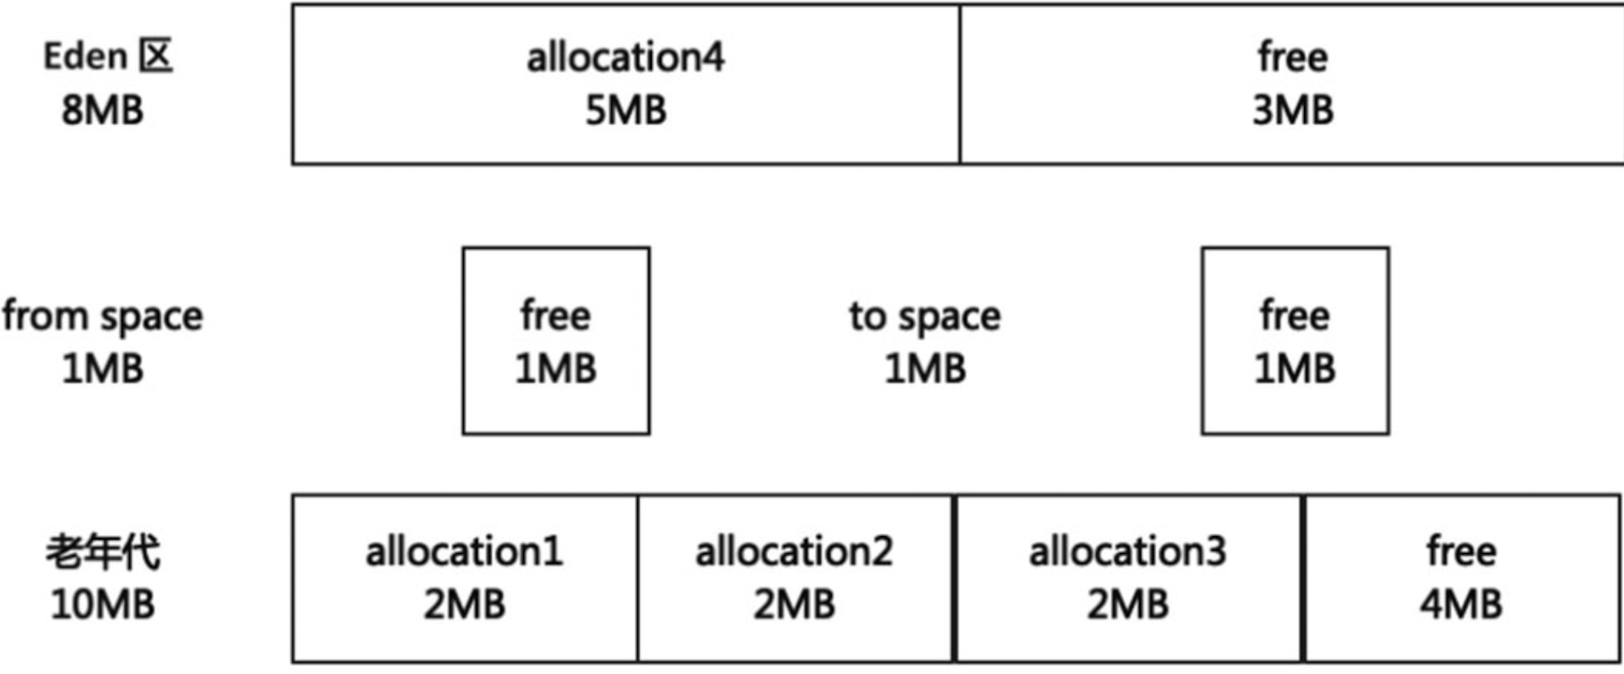 Eden 区
8MB
allocation4
5MB
free
3MB
from space
1MB
free
1MB
to space
1MB
free
1MB
老年代
10MB
allocation1
2MB
allocation2
2MB
allocation3
2MB
free
4MB